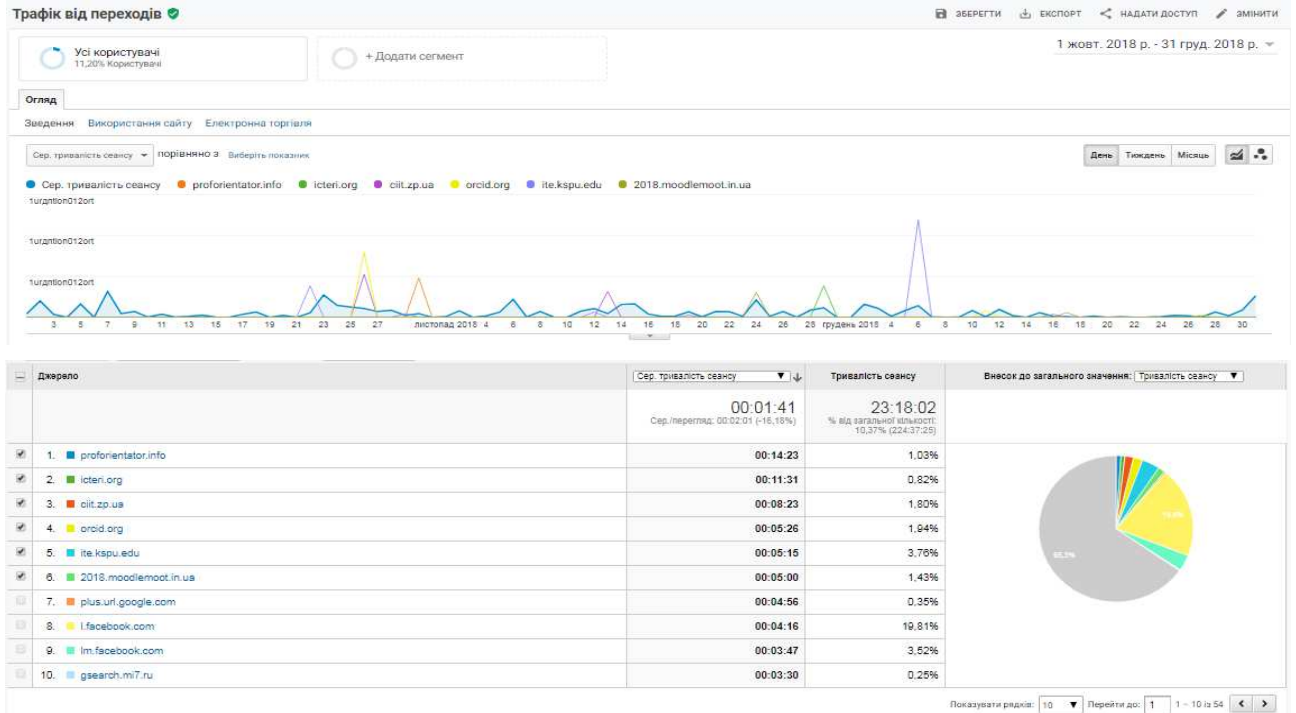 Трафік від переходів
ЗБЕРЕГТИ ЕКСПОРТ НАДАТИ ДОСТУП ЗМІНИТИ
Усі користувачі
11,20% Користувачі
+ Додати сегмент
1 жовт. 2018 р. - 31 груд. 2018 р.
Огляд
Зведення Використання сайту Електронна торгівля
Сер. тривалість сеансу порівняно з Виберіть показник
День Тиждень Місяць
Сер. тривалість сеансу proforientator.info icteri.org ciit.zp.ua orcid.org ite.kspu.edu 2018.moodlemoot.in.ua
3 5 7 9 11 13 15 17 19 21 23 25 27 листопад 2018 4 6 8 10 12 14 16 18 20 22 24 26 28 грудень 2018 4 6 8 10 12 14 16 18 20 22 24 26 28 30
Джерело Сер. тривалість сеансу Тривалість сеансу Внесок до загального значення: Тривалість сеансу
00:01:41 23:18:02
Сер./перегляд: 00:02:01 (-16,16%) % від загальної кількості: 10,37% (224:37:25)
1. proforientator.info 00:14:23 1,03%
2. icteri.org 00:11:31 0,82%
3. ciit.zp.ua 00:08:23 1,80%
4. orcid.org 00:05:26 1,94%
5. ite.kspu.edu 00:05:15 3,76%
6. 2018.moodlemoot.in.ua 00:05:00 1,43%
7. plus.url.google.com 00:04:56 0,35%
8. l.facebook.com 00:04:16 19,81%
9. lm.facebook.com 00:03:47 3,52%
10. gsearch.mi7.ru 00:03:30 0,25%
Показувати рядків: 10 Перейти до: 1 1 – 10 із 54